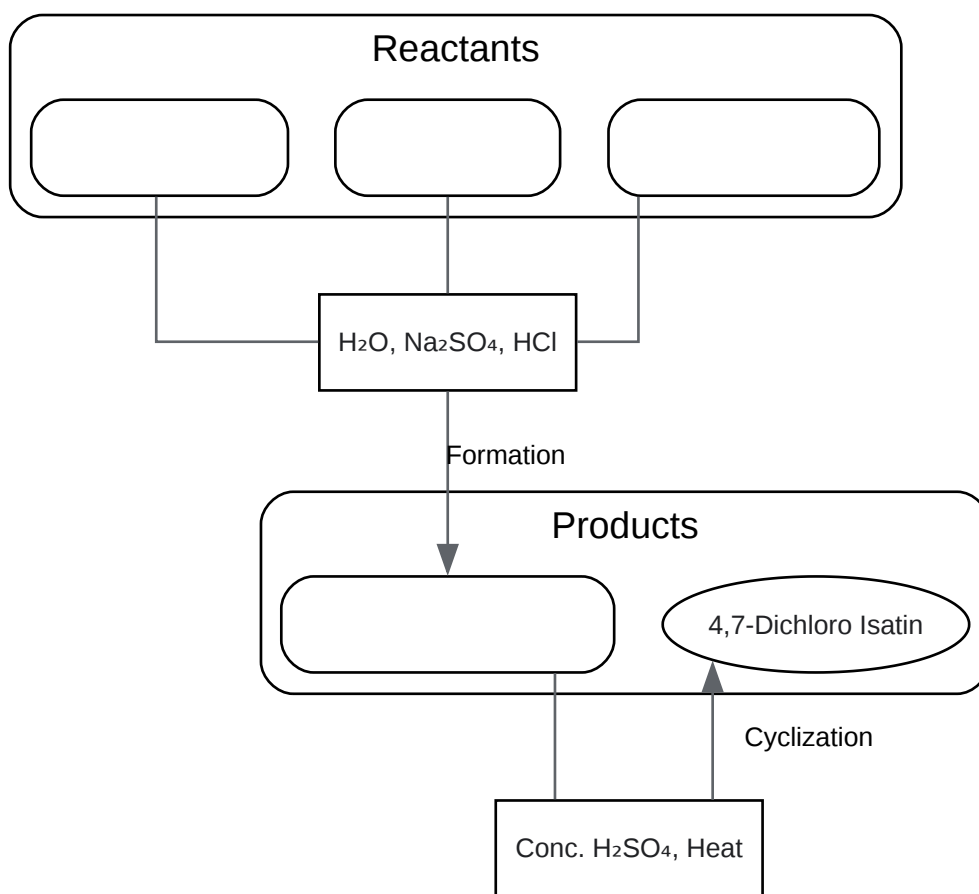 Reactants
H₂O, Na₂SO₄, HCl
Formation
Products
4,7-Dichloro Isatin
Cyclization
Conc. H₂SO₄, Heat